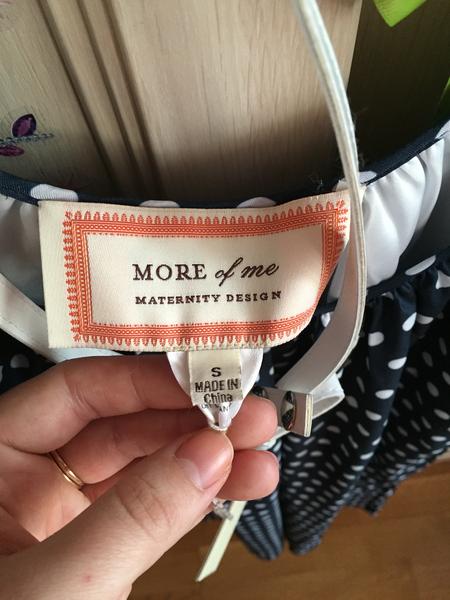 MORE of me
MATERNITY DESIGN
S
MADE IN
China